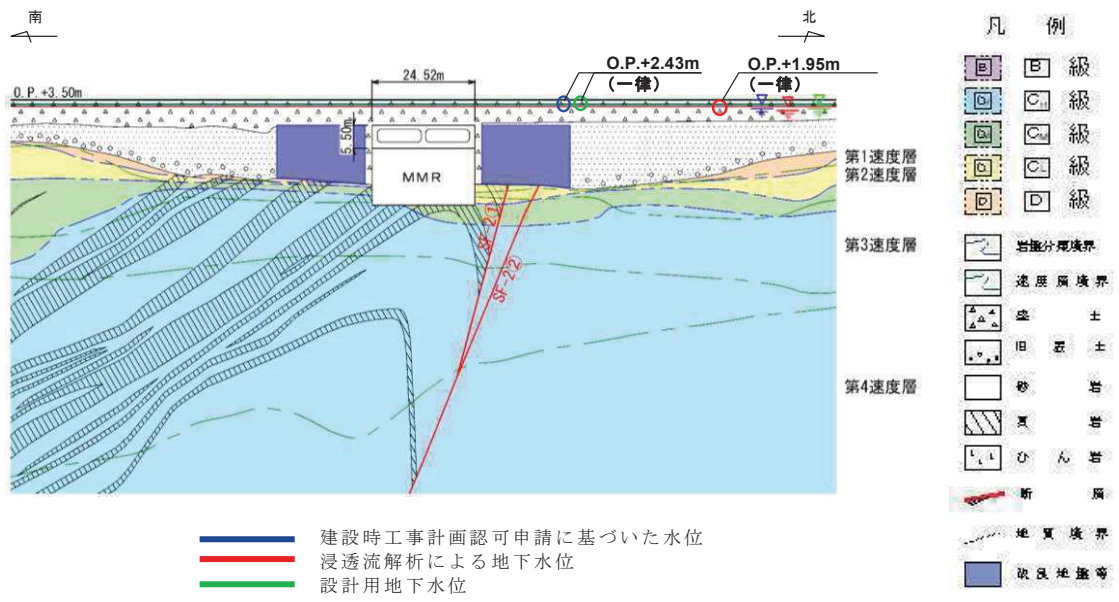 南
北
O.P.+2.43m
(一律)
O.P.+1.95m
(一律)
24.52m
O.P.+3.50m
5.50m
MMR
SF-2①
SF-2②
第1速度層
第2速度層
第3速度層
第4速度層
建設時工事計画認可申請に基づいた水位
浸透流解析による地下水位
設計用地下水位
凡 例
B B 級
CH CH 級
CM CM 級
CL CL 級
D D 級
岩盤分類境界
速度層境界
盛 土
旧 表 土
砂 岩
頁 岩
ひ ん 岩
断 層
地 質 境 界
改 良 地 盤 等